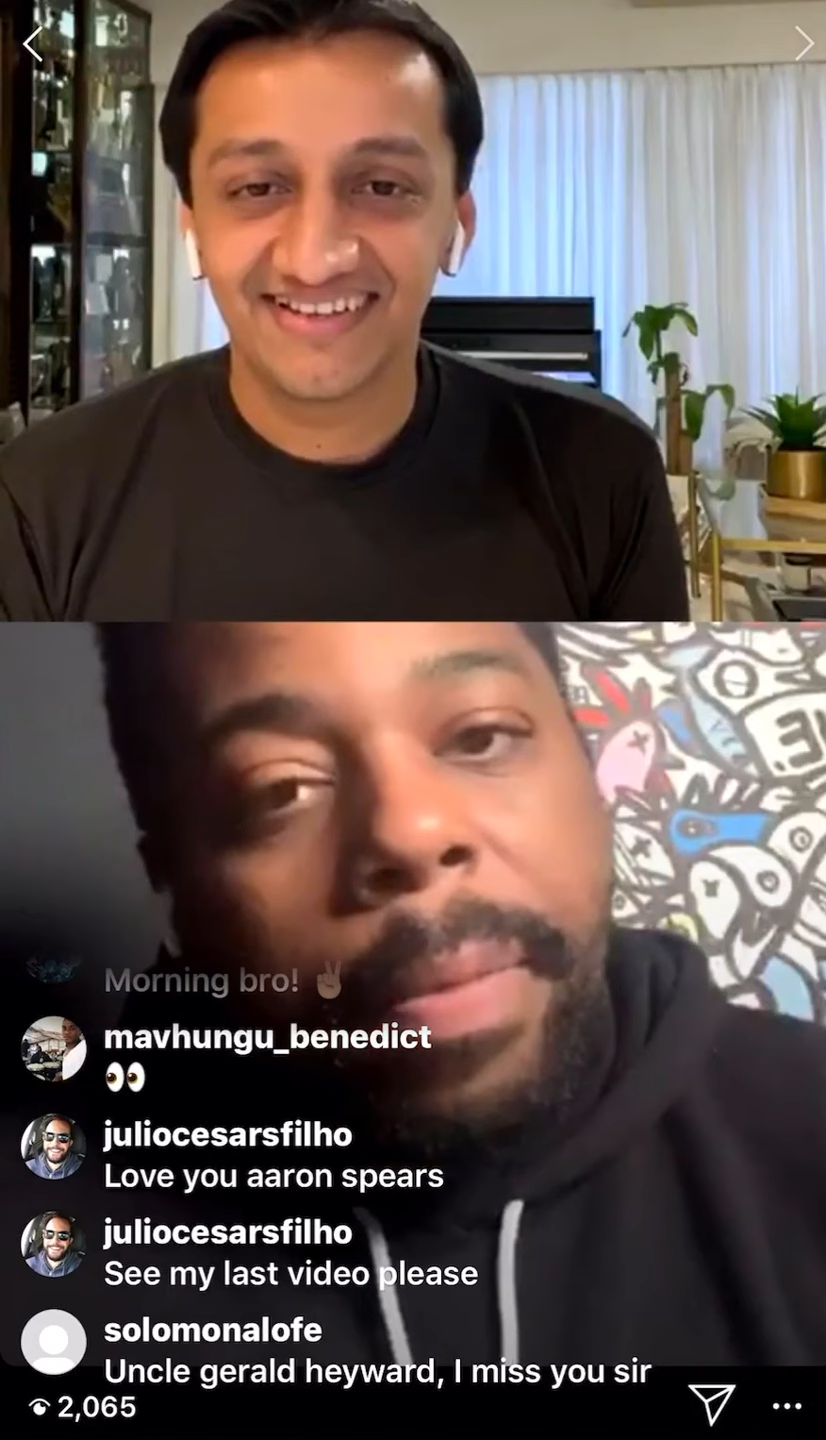 Morning bro! ✌
mavhungu_benedict
👀
juliocesarsfilho
Love you aaron spears
juliocesarsfilho
See my last video please
solomonalofe
Uncle gerald heyward, I miss you sir
2,065